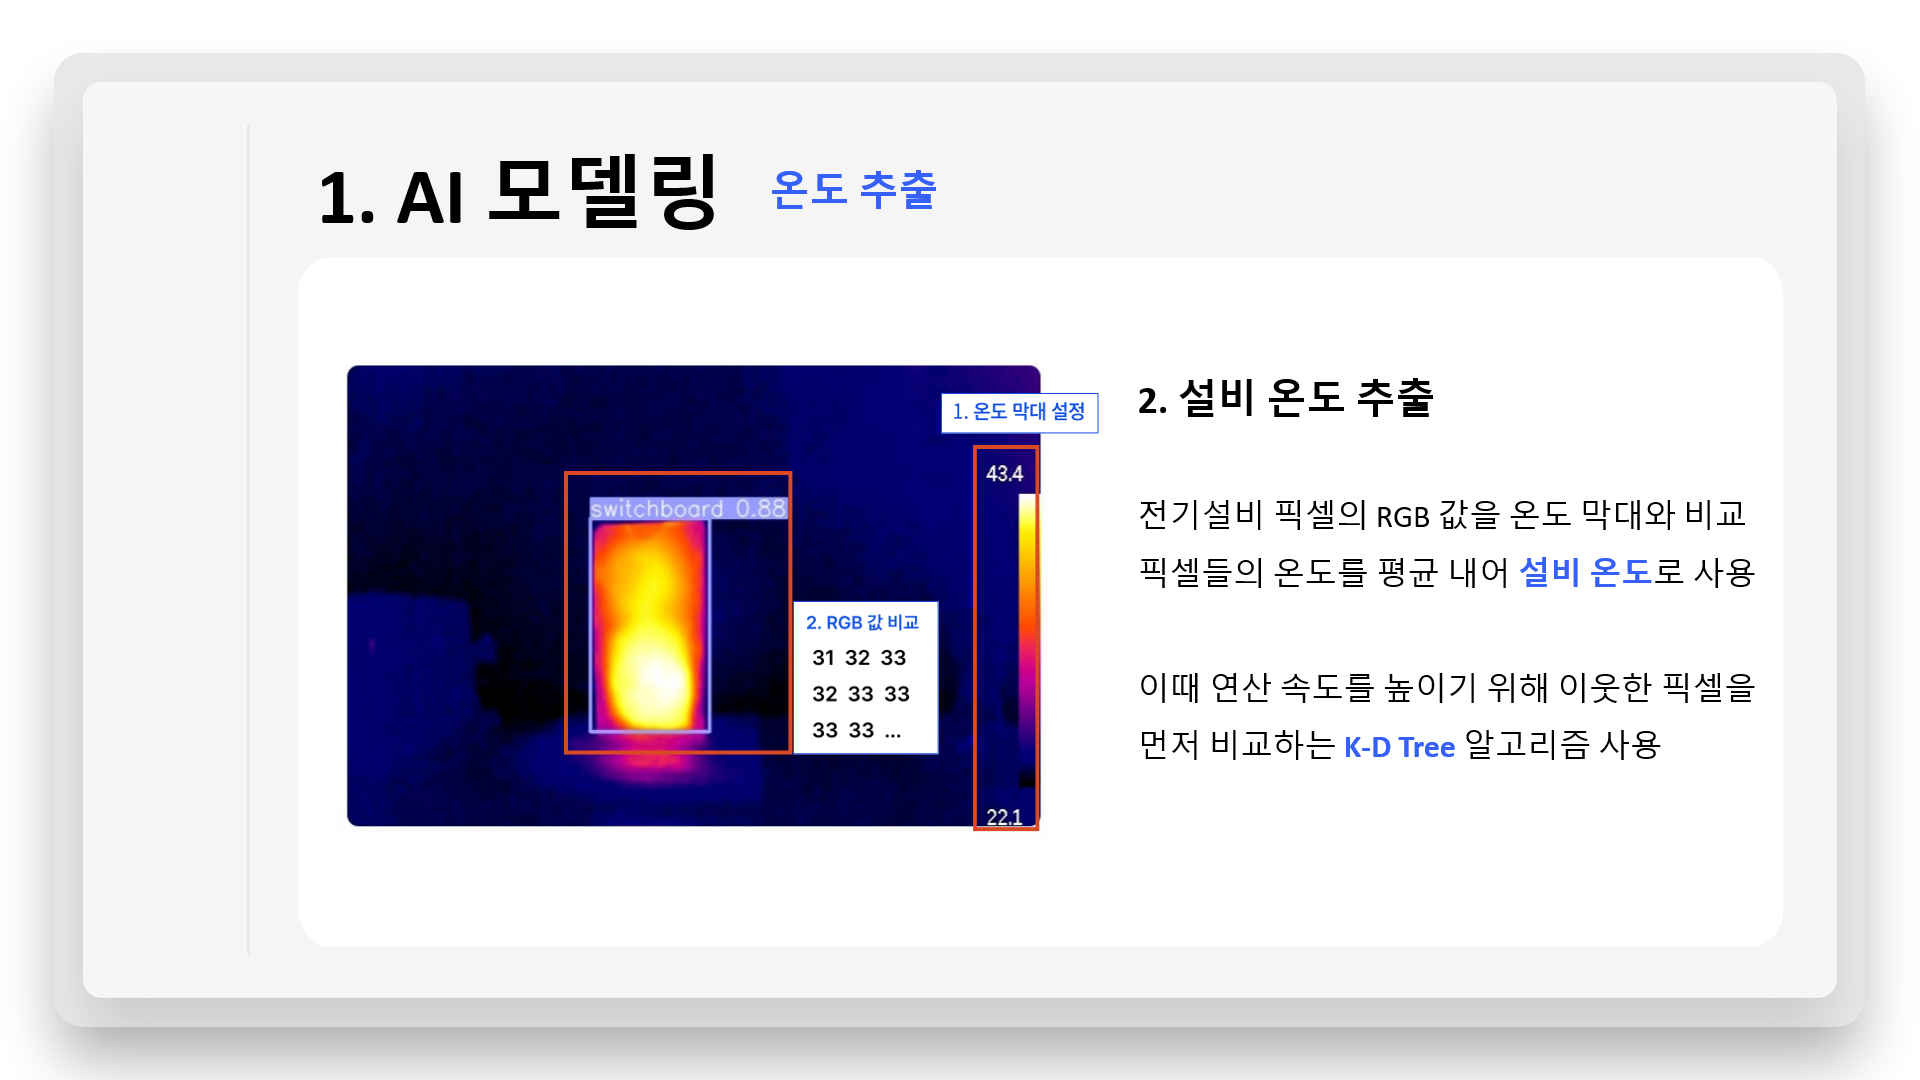 1. AI 모델링 온도 추출
1. 온도 막대 설정
43.4
switchboard 0.88
2. RGB 값 비교
31 32 33
32 33 33
33 33 ...
22.1
2. 설비 온도 추출
전기설비 픽셀의 RGB 값을 온도 막대와 비교
픽셀들의 온도를 평균 내어 설비 온도로 사용
이때 연산 속도를 높이기 위해 이웃한 픽셀을
먼저 비교하는 K-D Tree 알고리즘 사용